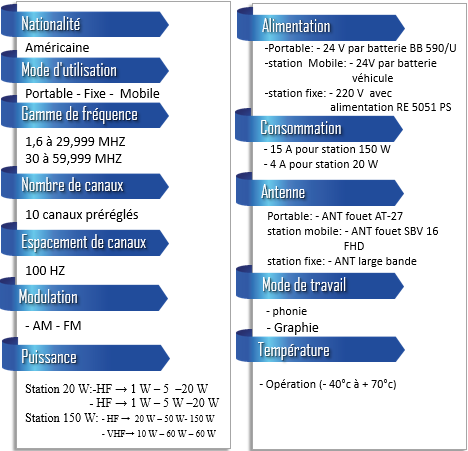 Nationalité
Américaine
Mode d'utilisation
Portable - Fixe - Mobile
Gamme de fréquence
1,6 à 29,999 MHZ
30 à 59,999 MHZ
Nombre de canaux
10 canaux préréglés
Espacement de canaux
100 HZ
Modulation
- AM - FM
Puissance
Station 20 W:-HF → 1 W – 5 –20 W
- HF → 1 W – 5 W –20 W
Station 150 W: - HF → 20 W – 50 W- 150 W
- VHF→ 10 W – 60 W – 60 W
Alimentation
-Portable: - 24 V par batterie BB 590/U
-station Mobile: - 24V par batterie
véhicule
-station fixe: - 220 V avec
alimentation RE 5051 PS
Consommation
- 15 A pour station 150 W
- 4 A pour station 20 W
Antenne
Portable: - ANT fouet AT-27
station mobile: - ANT fouet SBV 16
FHD
station fixe: - ANT large bande
Mode de travail
- phonie
- Graphie
Température
- Opération (- 40°c à + 70°c)